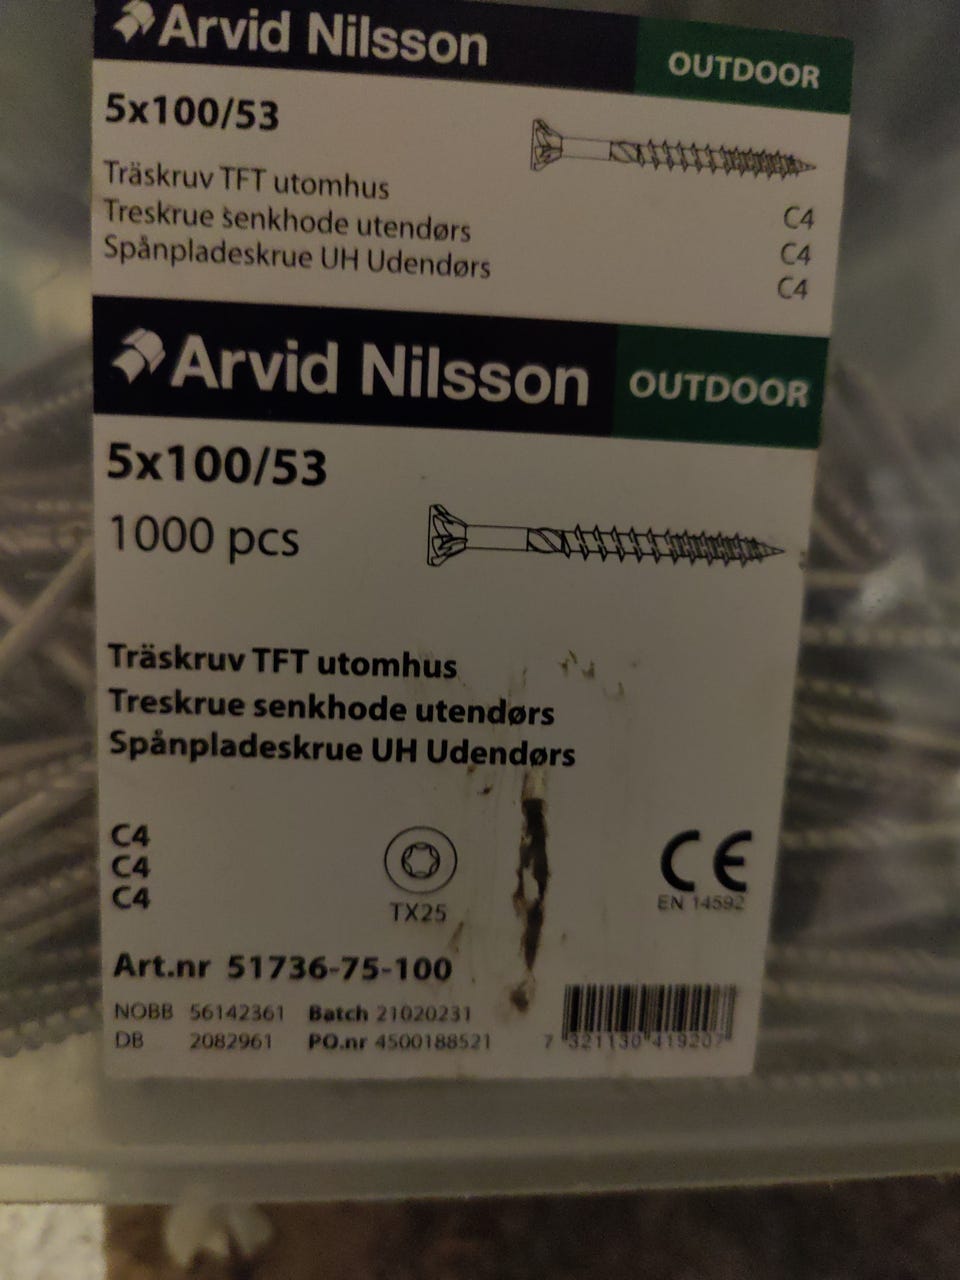 Arvid Nilsson OUTDOOR
5x100/53
Träskruv TFT utomhus C4
Treskrue senkhode utendørs C4
Spånpladeskrue UH Udendørs C4
Arvid Nilsson OUTDOOR
5x100/53
1000 pcs
Träskruv TFT utomhus
Treskrue senkhode utendørs
Spånpladeskrue UH Udendørs
C4
C4
C4
TX25
CE
EN 14592
Art.nr 51736-75-100
NOBB 56142361 Batch 21020231
DB 2082961 PO.nr 4500188521
7 321130 419207